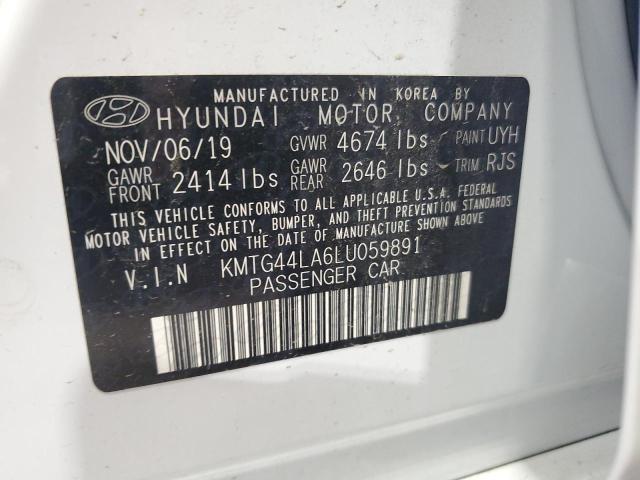 MANUFACTURED IN KOREA BY
HYUNDAI MOTOR COMPANY
NOV/06/19 GVWR 4674 lbs PAINT UYH
GAWR FRONT 2414 lbs GAWR REAR 2646 lbs TRIM RJS
THIS VEHICLE CONFORMS TO ALL APPLICABLE U.S.A. FEDERAL
MOTOR VEHICLE SAFETY, BUMPER, AND THEFT PREVENTION STANDARDS
IN EFFECT ON THE DATE OF MANUFACTURE SHOWN ABOVE
V.I.N KMTG44LA6LU059891
PASSENGER CAR